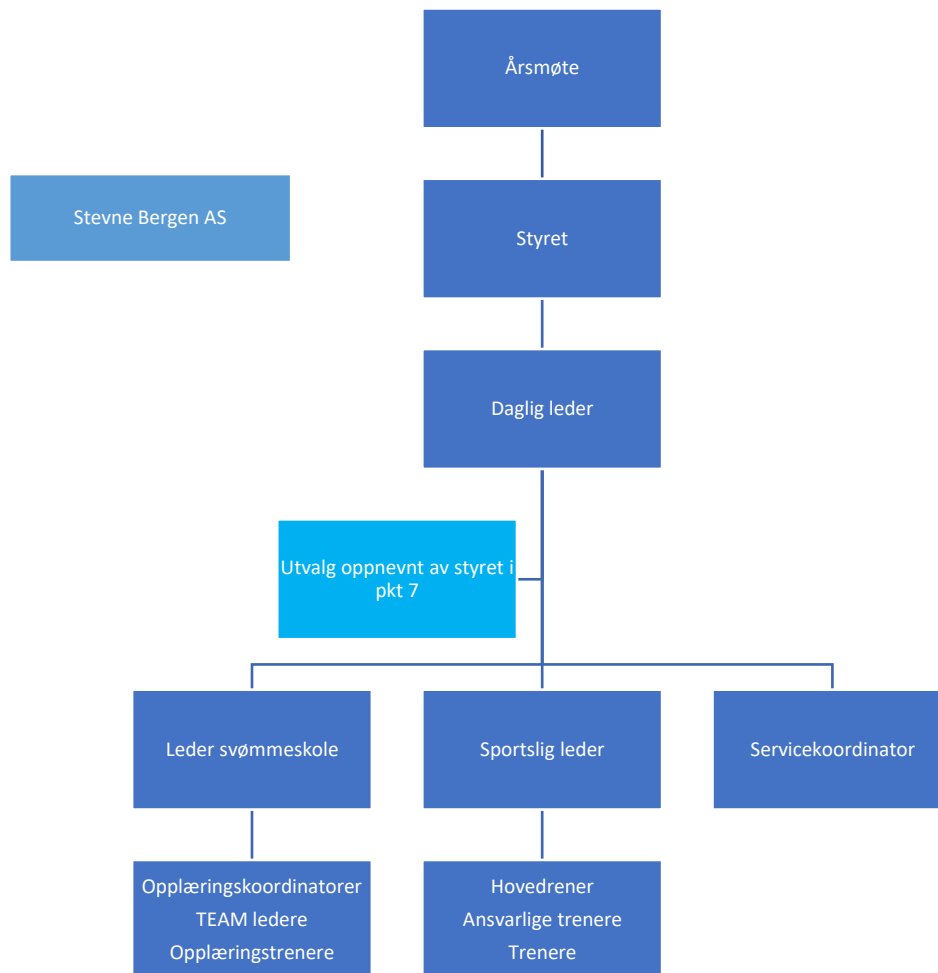 Årsmøte
Stevne Bergen AS
Styret
Daglig leder
Utvalg oppnevnt av styret i
pkt 7
Leder svømmeskole
Sportslig leder
Servicekoordinator
Opplæringskoordinatorer
TEAM ledere
Opplæringstrenere
Hovedrener
Ansvarlige trenere
Trenere